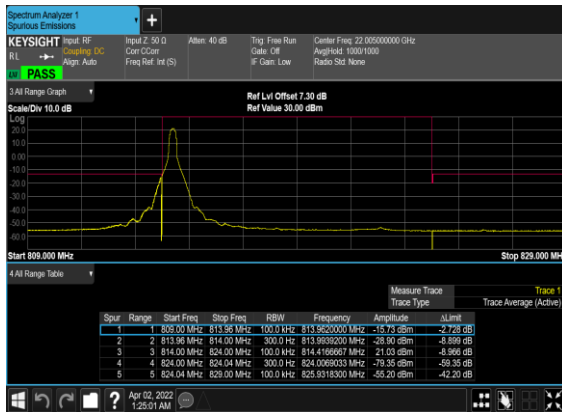 Spectrum Analyzer 1
Spurious Emissions
KEYSIGHT Input: RF Input Z: 50 Ω Atten: 40 dB Trig: Free Run Center Freq: 22.005000000 GHz
RL Coupling: DC Corr CCorr Gate: Off Avg|Hold: 1000/1000
Align: Auto Freq Ref: Int (S) IF Gain: Low Radio Std: None
PASS
3 All Range Graph
Ref Lvl Offset 7.30 dB
Scale/Div 10.0 dB Ref Value 30.00 dBm
Log
20.0
10.0
0.00
-10.0
-20.0
-30.0
-40.0
-50.0
-60.0
Start 809.000 MHz Stop 829.000 MH
4 All Range Table
Measure Trace Trace 1
Trace Type Trace Average (Active)
Spur Range Start Freq Stop Freq RBW Frequency Amplitude ΔLimit
1 1 809.00 MHz 813.96 MHz 100.0 kHz 813.9620000 MHz -15.73 dBm -2.728 dB
2 2 813.96 MHz 814.00 MHz 300.0 Hz 813.9939200 MHz -28.90 dBm -8.899 dB
3 3 814.00 MHz 824.00 MHz 100.0 kHz 814.4166667 MHz 21.03 dBm -8.966 dB
4 4 824.00 MHz 824.04 MHz 300.0 Hz 824.0069033 MHz -79.35 dBm -59.35 dB
5 5 824.04 MHz 829.00 MHz 100.0 kHz 825.9318300 MHz -55.20 dBm -42.20 dB
Apr 02, 2022
1:25:01 AM